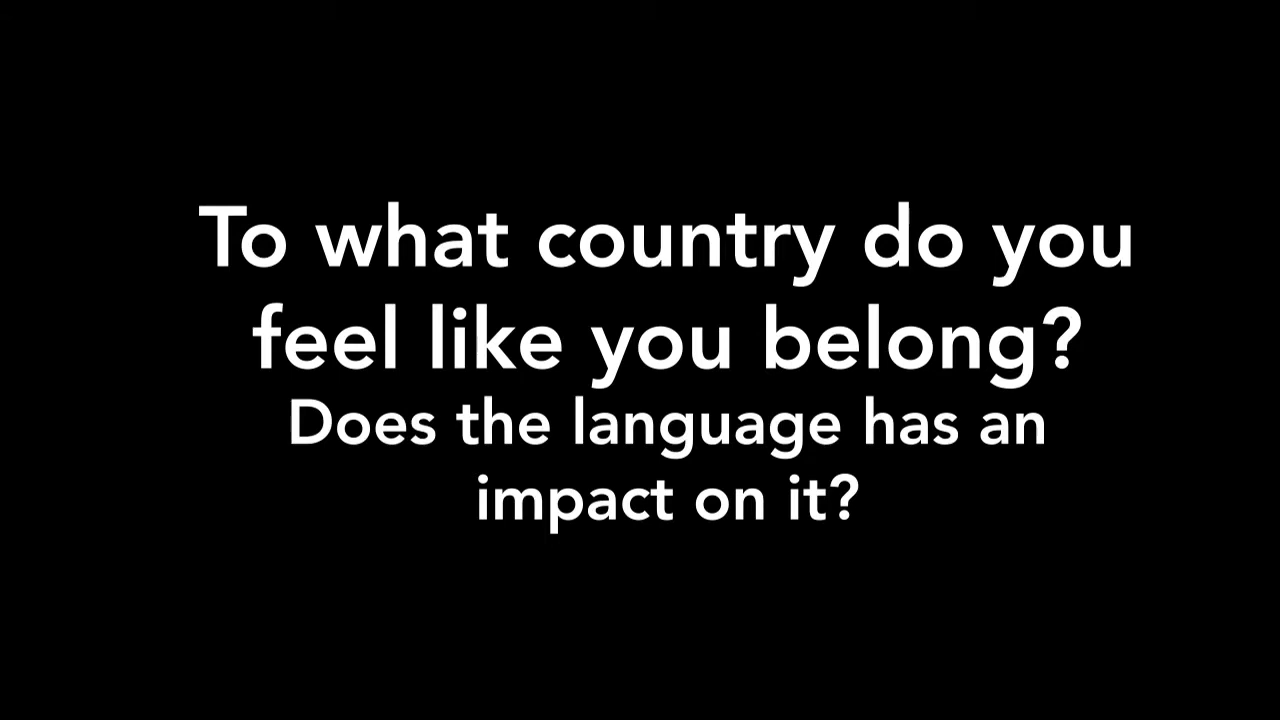 To what country do you
feel like you belong?
Does the language has an
impact on it?